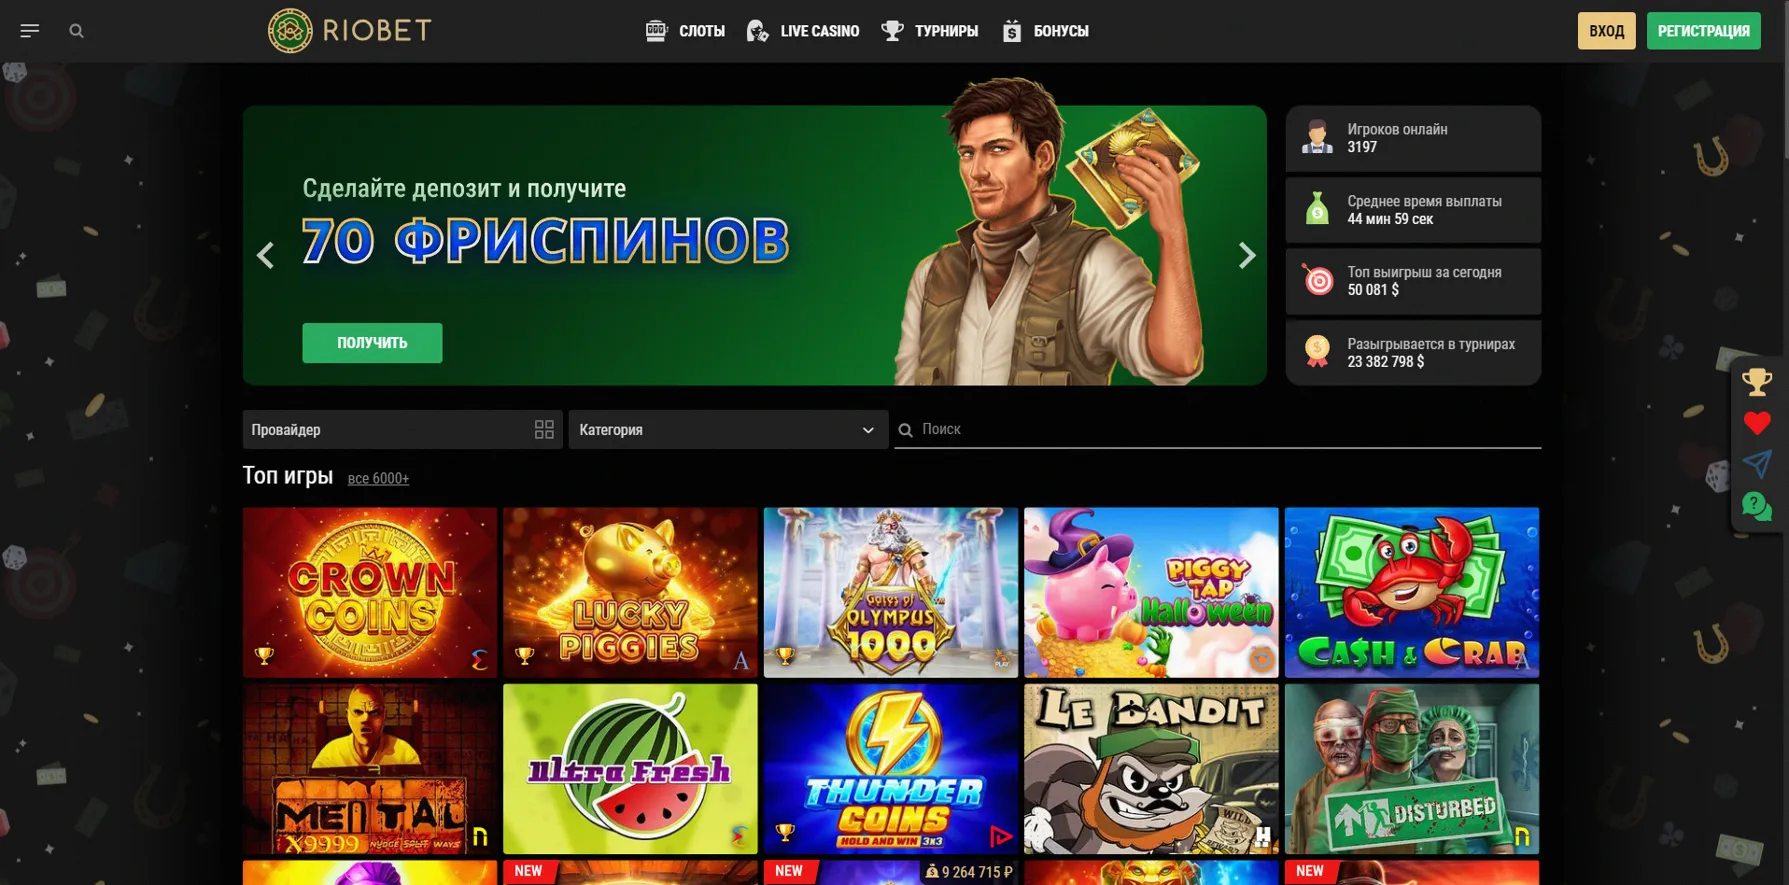 RIOBET
СЛОТЫ
LIVE CASINO
ТУРНИРЫ
БОНУСЫ
ВХОД
РЕГИСТРАЦИЯ
Сделайте депозит и получите
70 ФРИСПИНОВ
ПОЛУЧИТЬ
Игроков онлайн
3197
Среднее время выплаты
44 мин 59 сек
Топ выигрыш за сегодня
50 081 $
Разыгрывается в турнирах
23 382 798 $
Провайдер
Категория
Поиск
Топ игры
все 6000+
CROWN
COINS
LUCKY
PIGGIES
Gates of
OLYMPUS
1000
PLAY
PIGGY
TAP
Halloween
CA$H & CRAB
MENTAL
X9999 NUDGE SPLIT WAYS
Ultra Fresh
THUNDER
COINS
HOLD AND WIN 3X3
LE BANDIT
WILD
DISTURBED
NEW
NEW
9 264 715 ₽
NEW